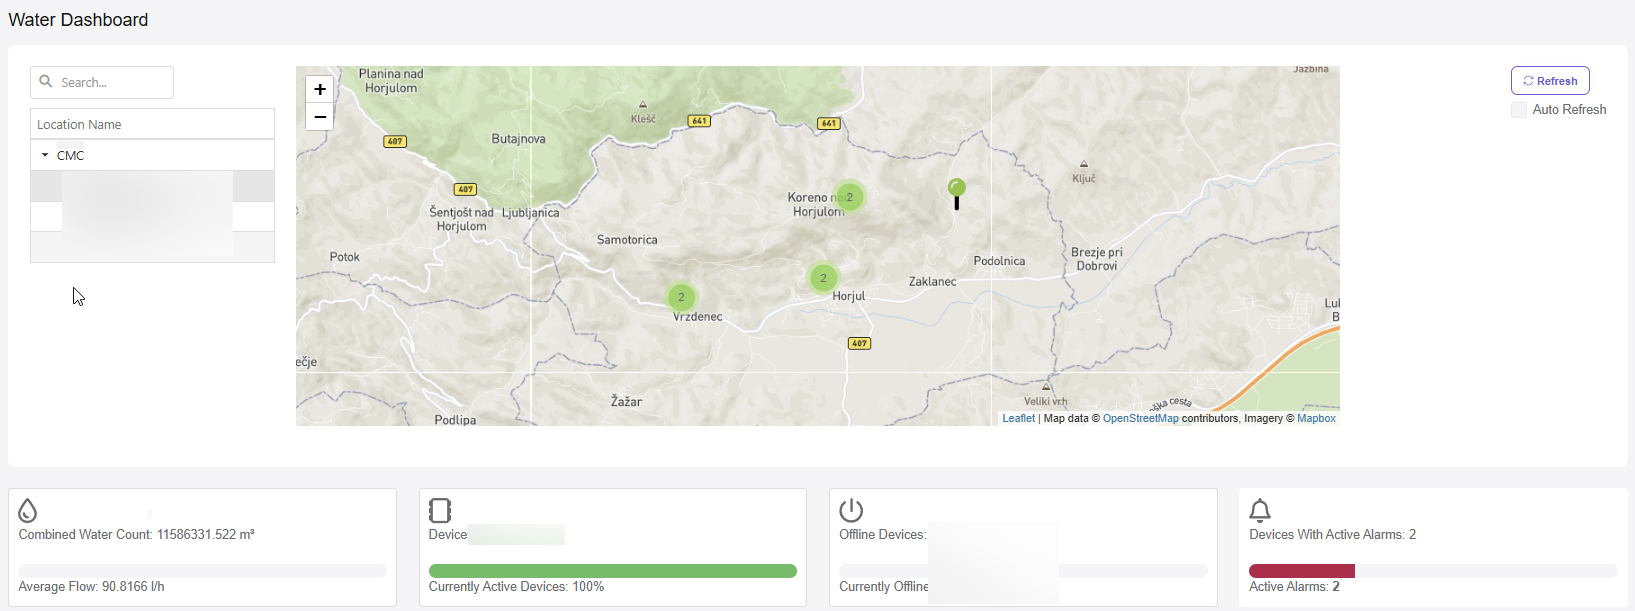 Water Dashboard
Search...
Refresh
Auto Refresh
Location Name
CMC
+
−
Planina nad
Horjulom
Jazbina
Klešč
641
641
407
Butajnova
Ključ
407
2
Koreno
Horjulom
Šentjošt nad
Horjulom
Ljubljanica
Samotorica
Potok
Brezje pri
Dobrovi
Podolnica
Zaklanec
2
Horjul
2
Vrzdenec
Lu
B
407
ečje
Žažar
Veliki vrh
oška cesta
Podlipa
Leaflet | Map data © OpenStreetMap contributors, Imagery © Mapbox
Combined Water Count: 11586331.522 m³
Average Flow: 90.8166 l/h
Device
Currently Active Devices: 100%
Offline Devices:
Currently Offline
Devices With Active Alarms: 2
Active Alarms: 2